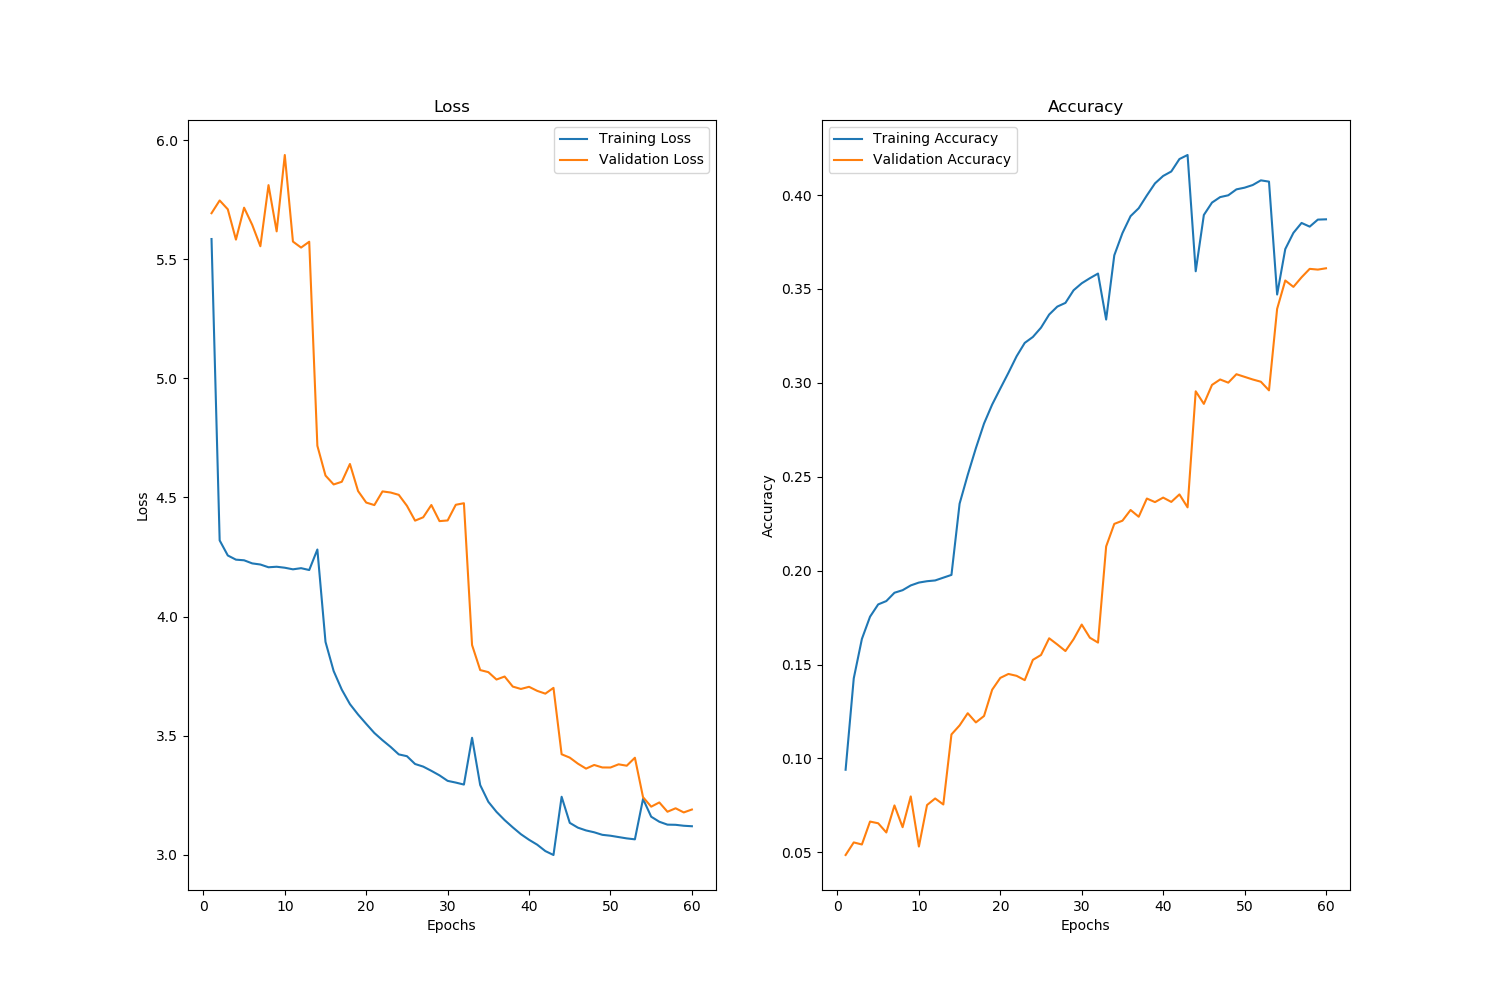 Loss
Training Loss
Validation Loss
6.0
5.5
5.0
4.5
4.0
3.5
3.0
Loss
0 10 20 30 40 50 60
Epochs
Accuracy
Training Accuracy
Validation Accuracy
0.40
0.35
0.30
0.25
0.20
0.15
0.10
0.05
Accuracy
0 10 20 30 40 50 60
Epochs